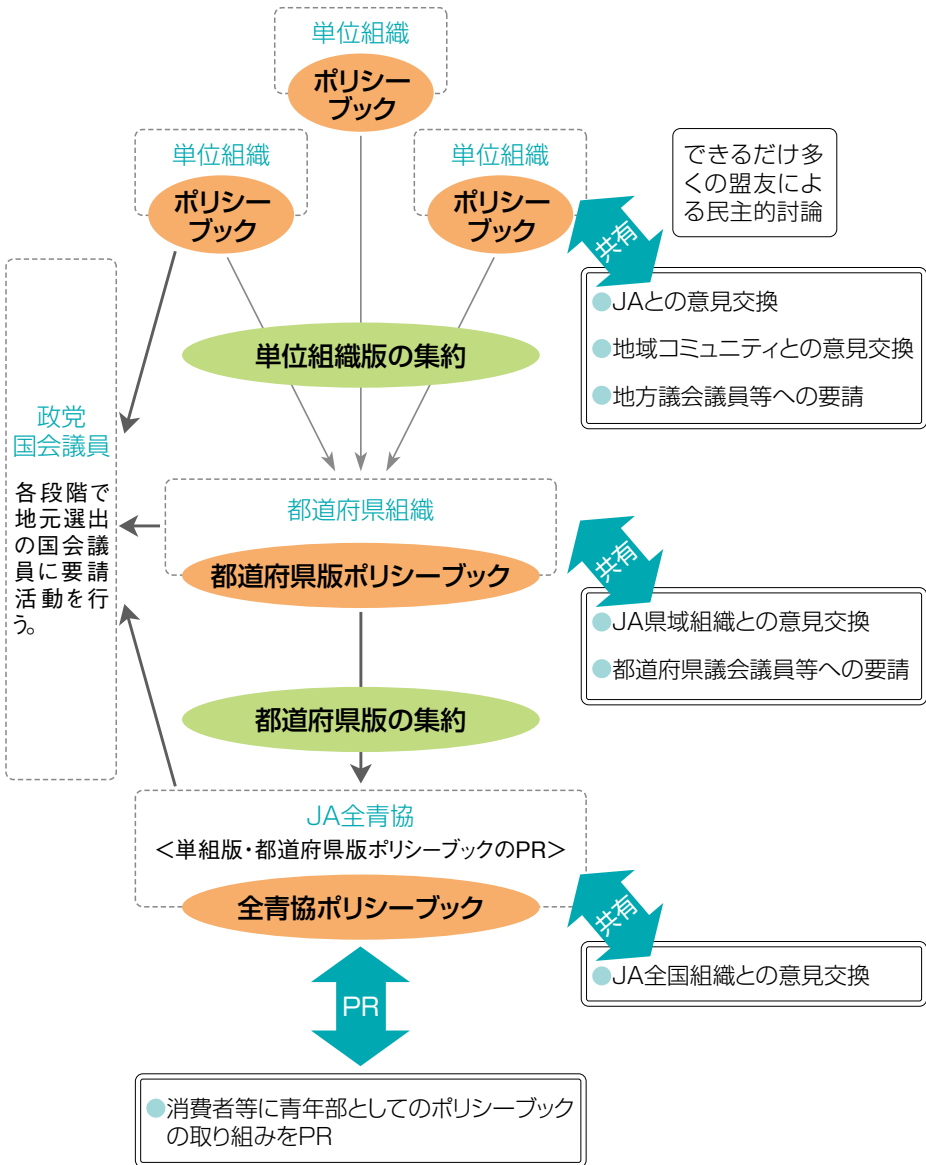 単位組織
ポリシー
ブック
単位組織
ポリシー
ブック
単位組織
ポリシー
ブック
できるだけ多
くの盟友によ
る民主的討論
共有
●JAとの意見交換
●地域コミュニティとの意見交換
●地方議会議員等への要請
単位組織版の集約
政党
国会議員
各段階で
地元選出
の国会議
員に要請
活動を行
う。
都道府県組織
都道府県版ポリシーブック
共有
●JA県域組織との意見交換
●都道府県議会議員等への要請
都道府県版の集約
JA全青協
＜単組版・都道府県版ポリシーブックのPR＞
全青協ポリシーブック
共有
●JA全国組織との意見交換
PR
●消費者等に青年部としてのポリシーブック
の取り組みをPR